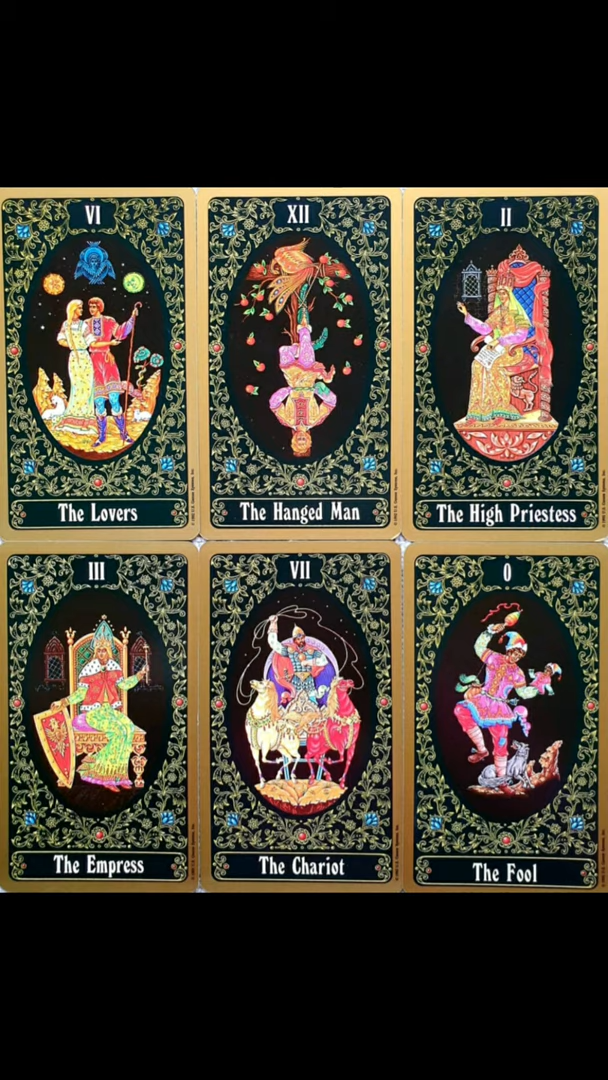 VI
XII
II
The Lovers
The Hanged Man
The High Priestess
III
VII
0
The Empress
The Chariot
The Fool